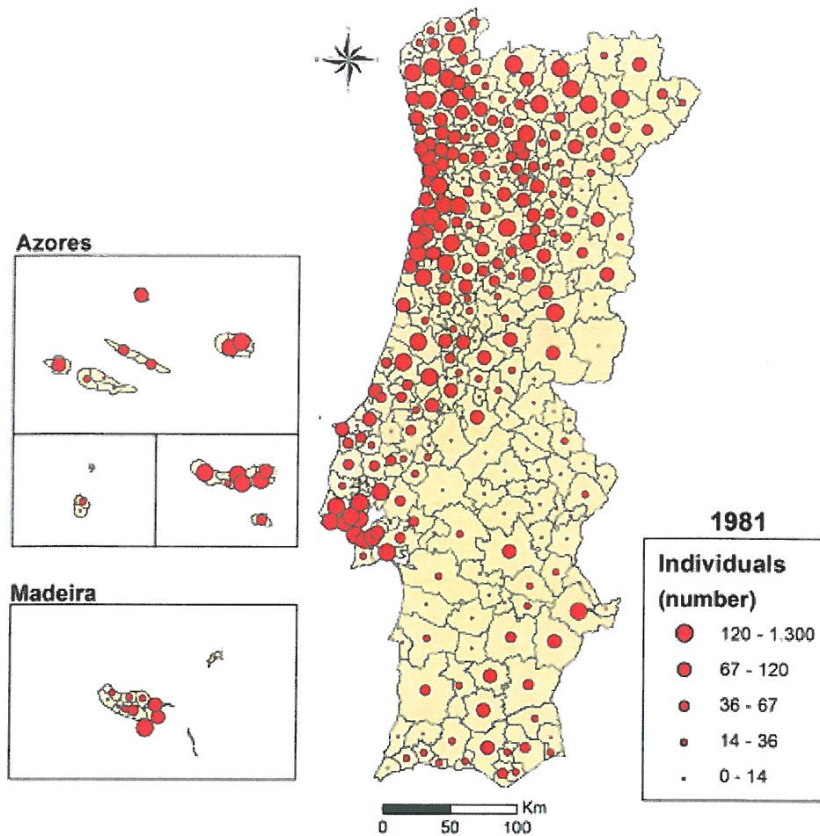 Azores
Madeira
1981
Individuals
(number)
120 - 1.300
67 - 120
36 - 67
14 - 36
0 - 14
Km
0 50 100